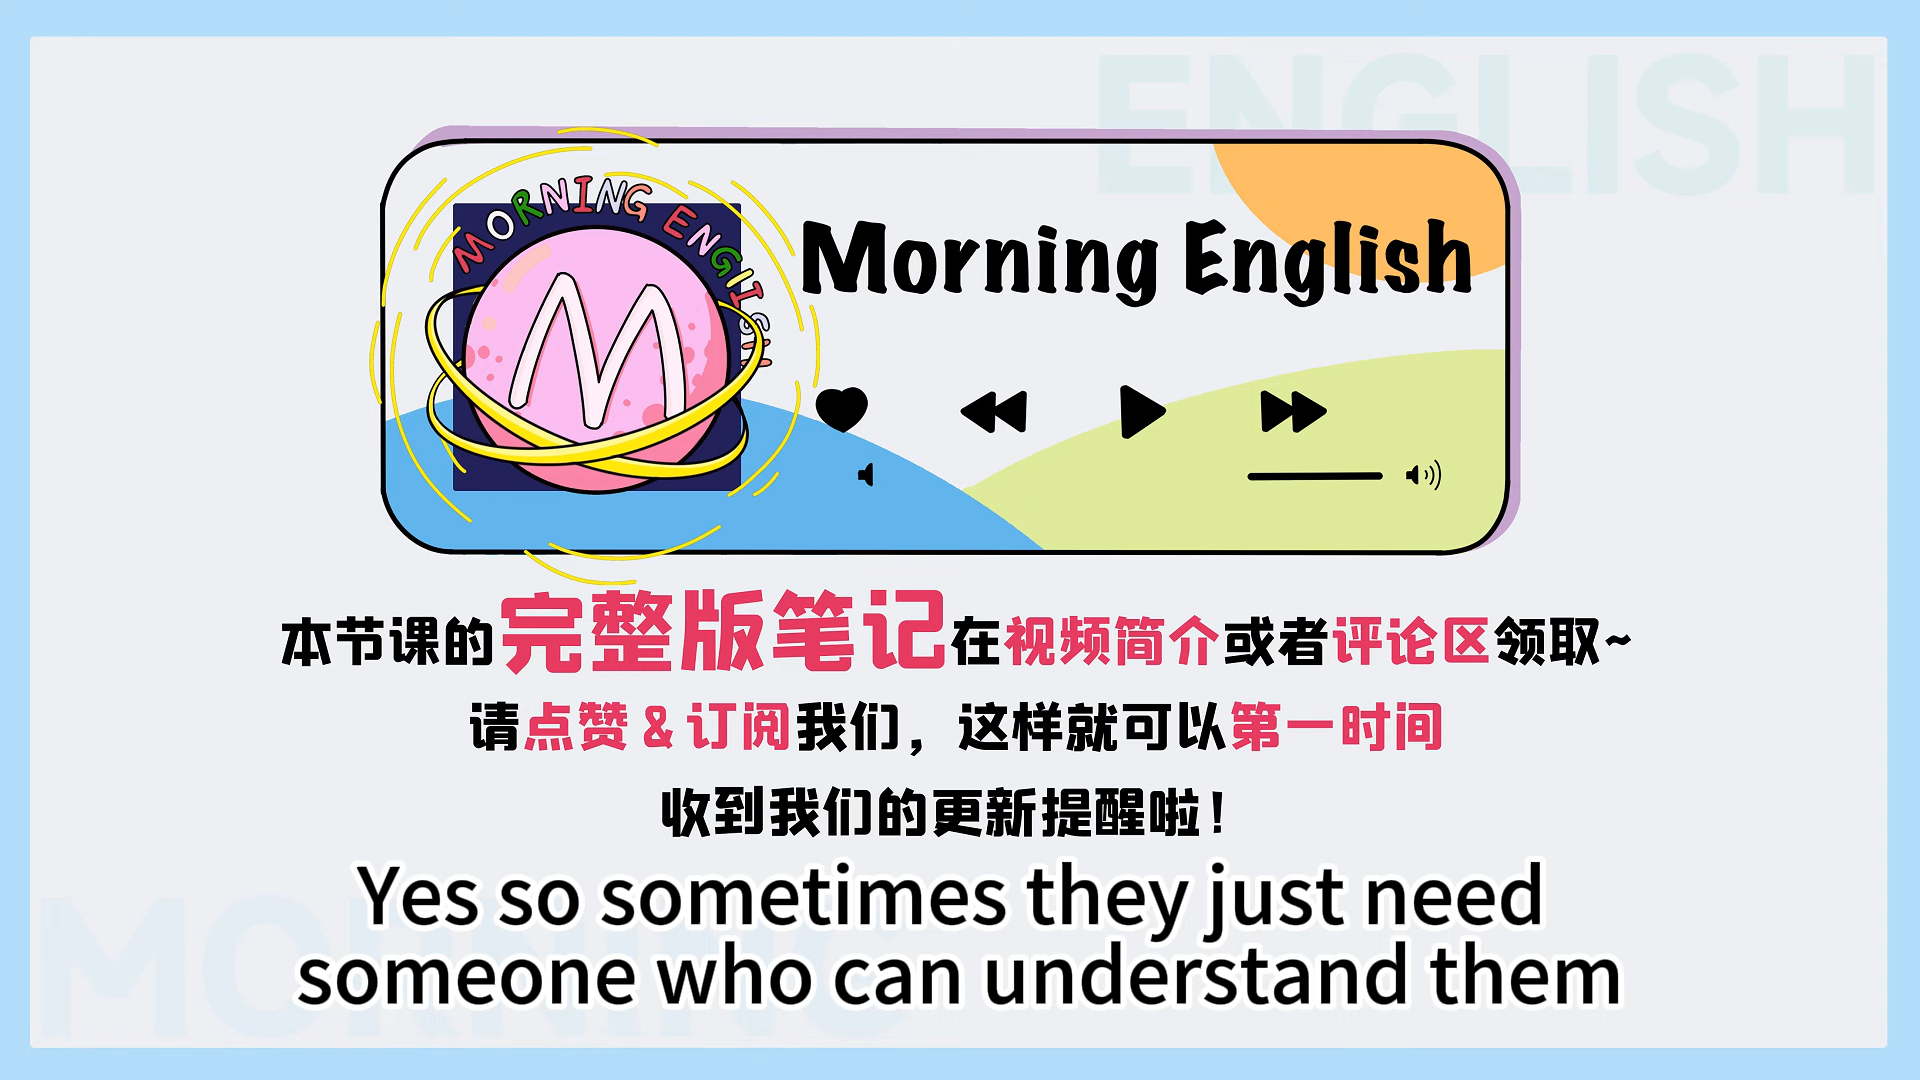 ENGLISH
MORNING ENGLISH
M
Morning English
本节课的完整版笔记在视频简介或者评论区领取~
请点赞&订阅我们，这样就可以第一时间
收到我们的更新提醒啦！
Yes so sometimes they just need
someone who can understand them
MORNING